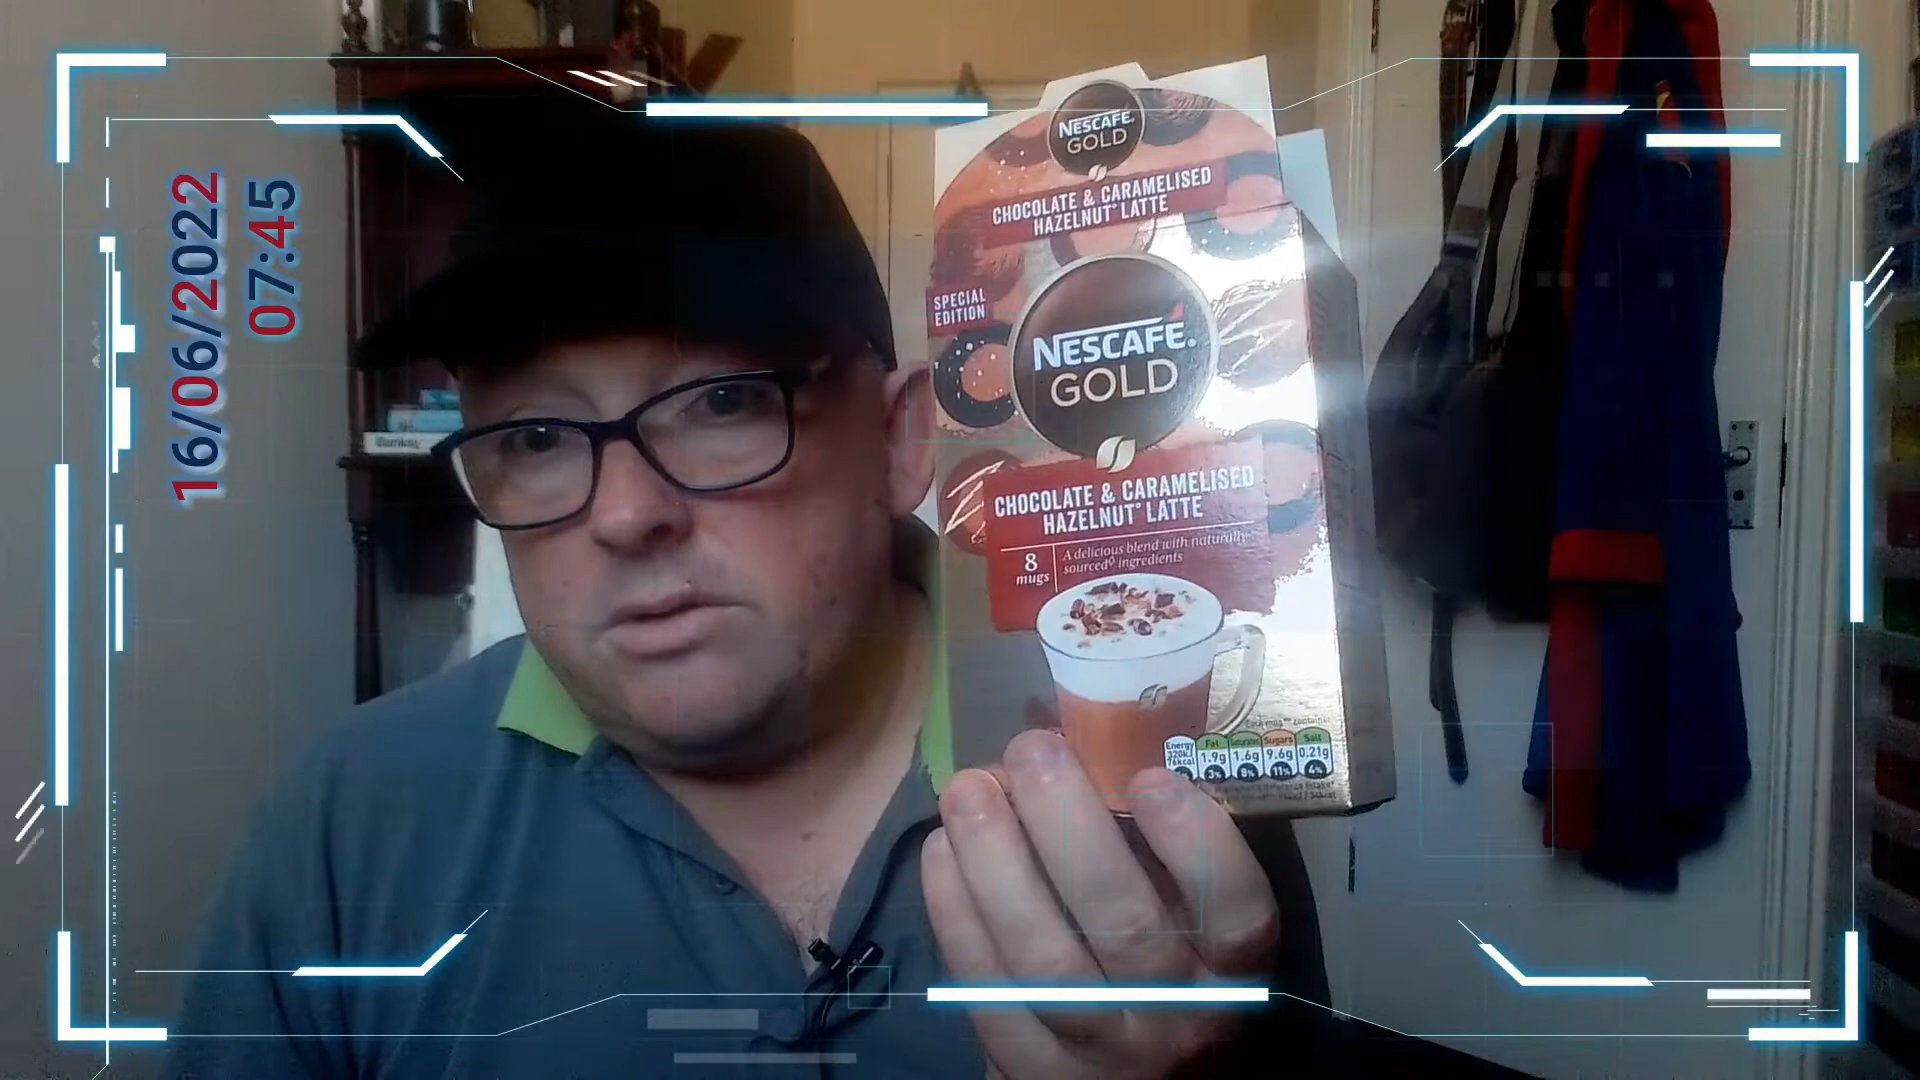 16/06/2022
07:45
NESCAFÉ.
GOLD
CHOCOLATE & CARAMELISED
HAZELNUT LATTE
SPECIAL
EDITION
NESCAFÉ.
GOLD
CHOCOLATE & CARAMELISED
HAZELNUT° LATTE
8
mugs
A delicious blend with naturally
sourced◊ ingredients
Energy
320kJ
76kcal
Fat
1.9g
3%
Saturates
1.6g
8%
Sugars
9.6g
11%
Salt
0.21g
4%